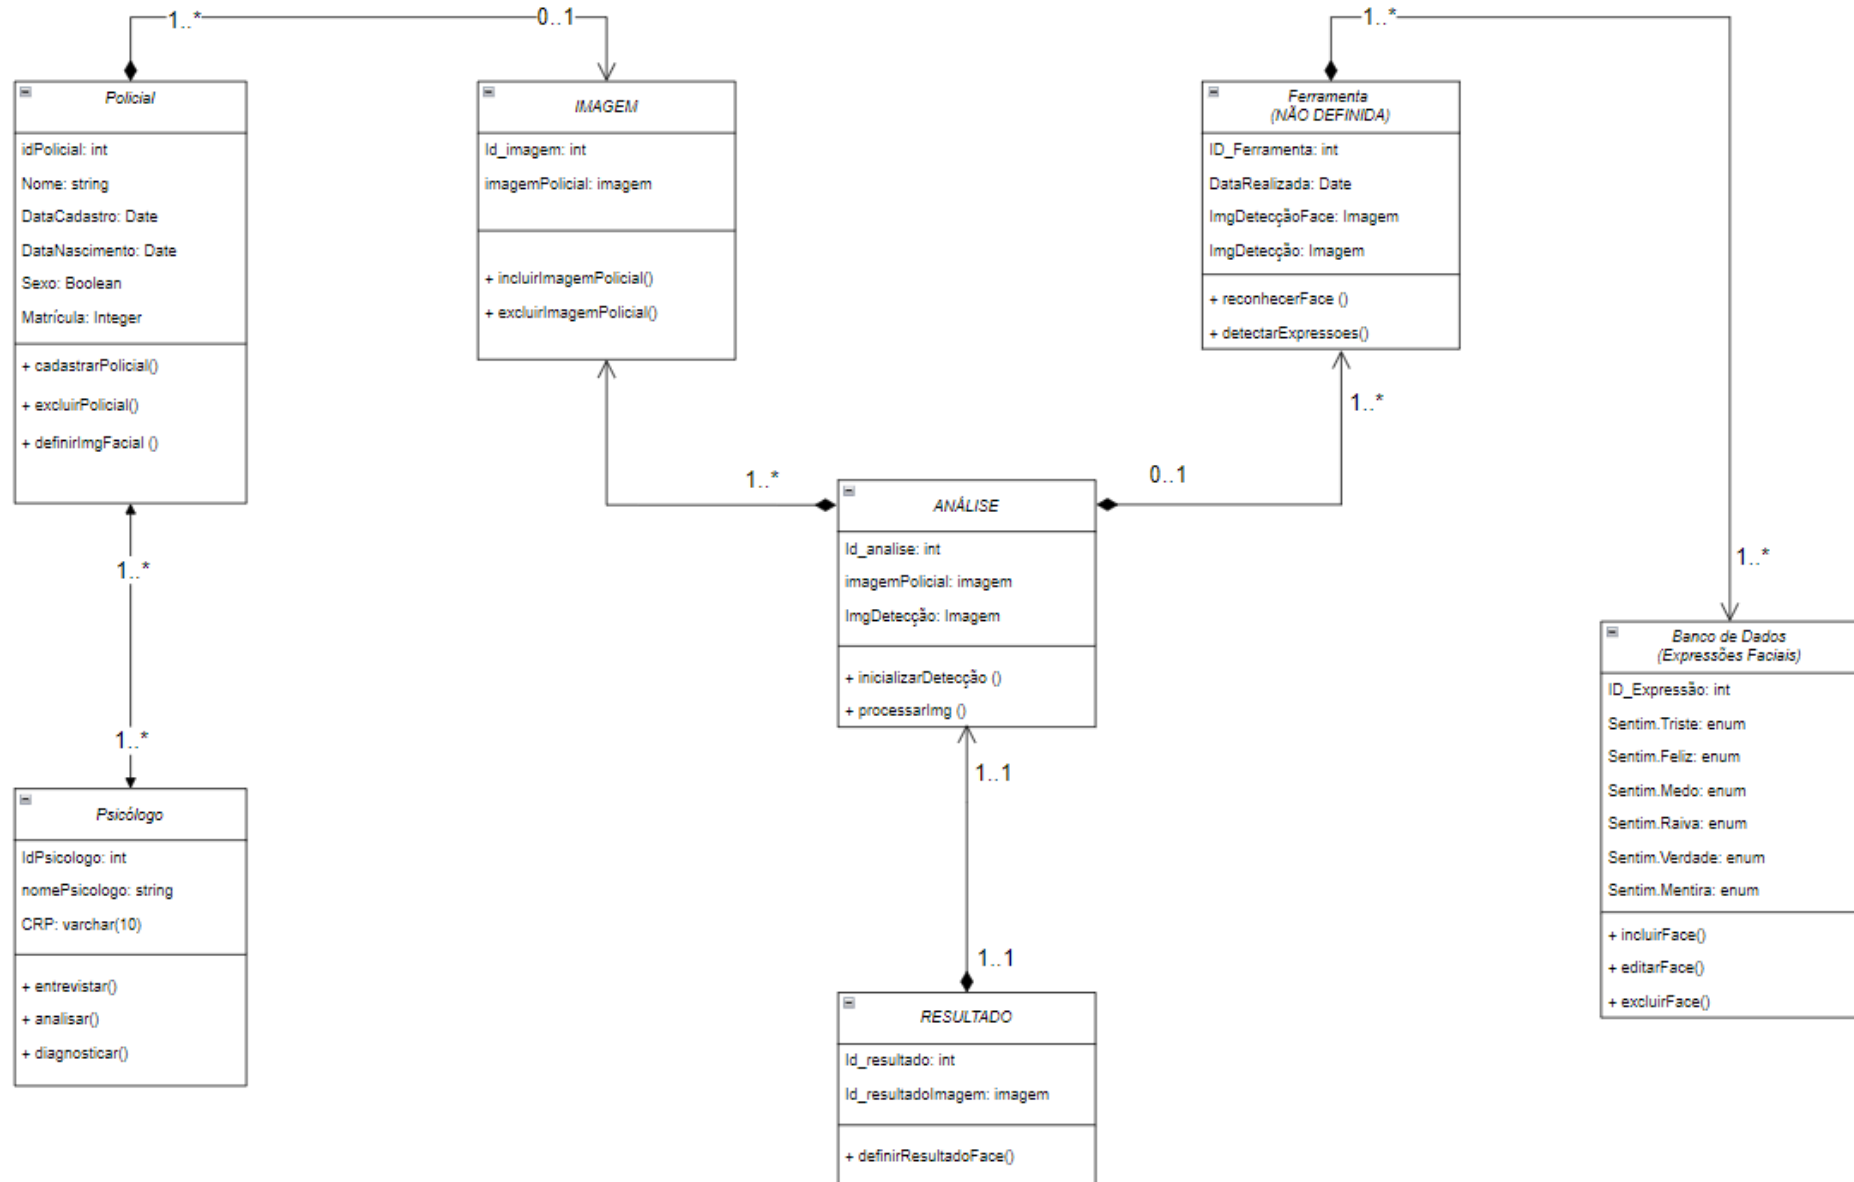 1..*
0..1
1..*
Policial
idPolicial: int
Nome: string
DataCadastro: Date
DataNascimento: Date
Sexo: Boolean
Matrícula: Integer
+ cadastrarPolicial()
+ excluirPolicial()
+ definirImgFacial ()
IMAGEM
Id_imagem: int
imagemPolicial: imagem
+ incluirImagemPolicial()
+ excluirImagemPolicial()
Ferramenta
(NÃO DEFINIDA)
ID_Ferramenta: int
DataRealizada: Date
ImgDetecçãoFace: Imagem
ImgDetecção: Imagem
+ reconhecerFace ()
+ detectarExpressoes()
1..*
1..*
0..1
ANÁLISE
Id_analise: int
imagemPolicial: imagem
ImgDetecção: Imagem
+ inicializarDetecção ()
+ processarImg ()
1..*
1..*
1..*
Banco de Dados
(Expressões Faciais)
ID_Expressão: int
Sentim.Triste: enum
Sentim.Feliz: enum
Sentim.Medo: enum
Sentim.Raiva: enum
Sentim.Verdade: enum
Sentim.Mentira: enum
+ incluirFace()
+ editarFace()
+ excluirFace()
Psicólogo
IdPsicologo: int
nomePsicologo: string
CRP: varchar(10)
+ entrevistar()
+ analisar()
+ diagnosticar()
1..1
1..1
RESULTADO
Id_resultado: int
Id_resultadoImagem: imagem
+ definirResultadoFace()